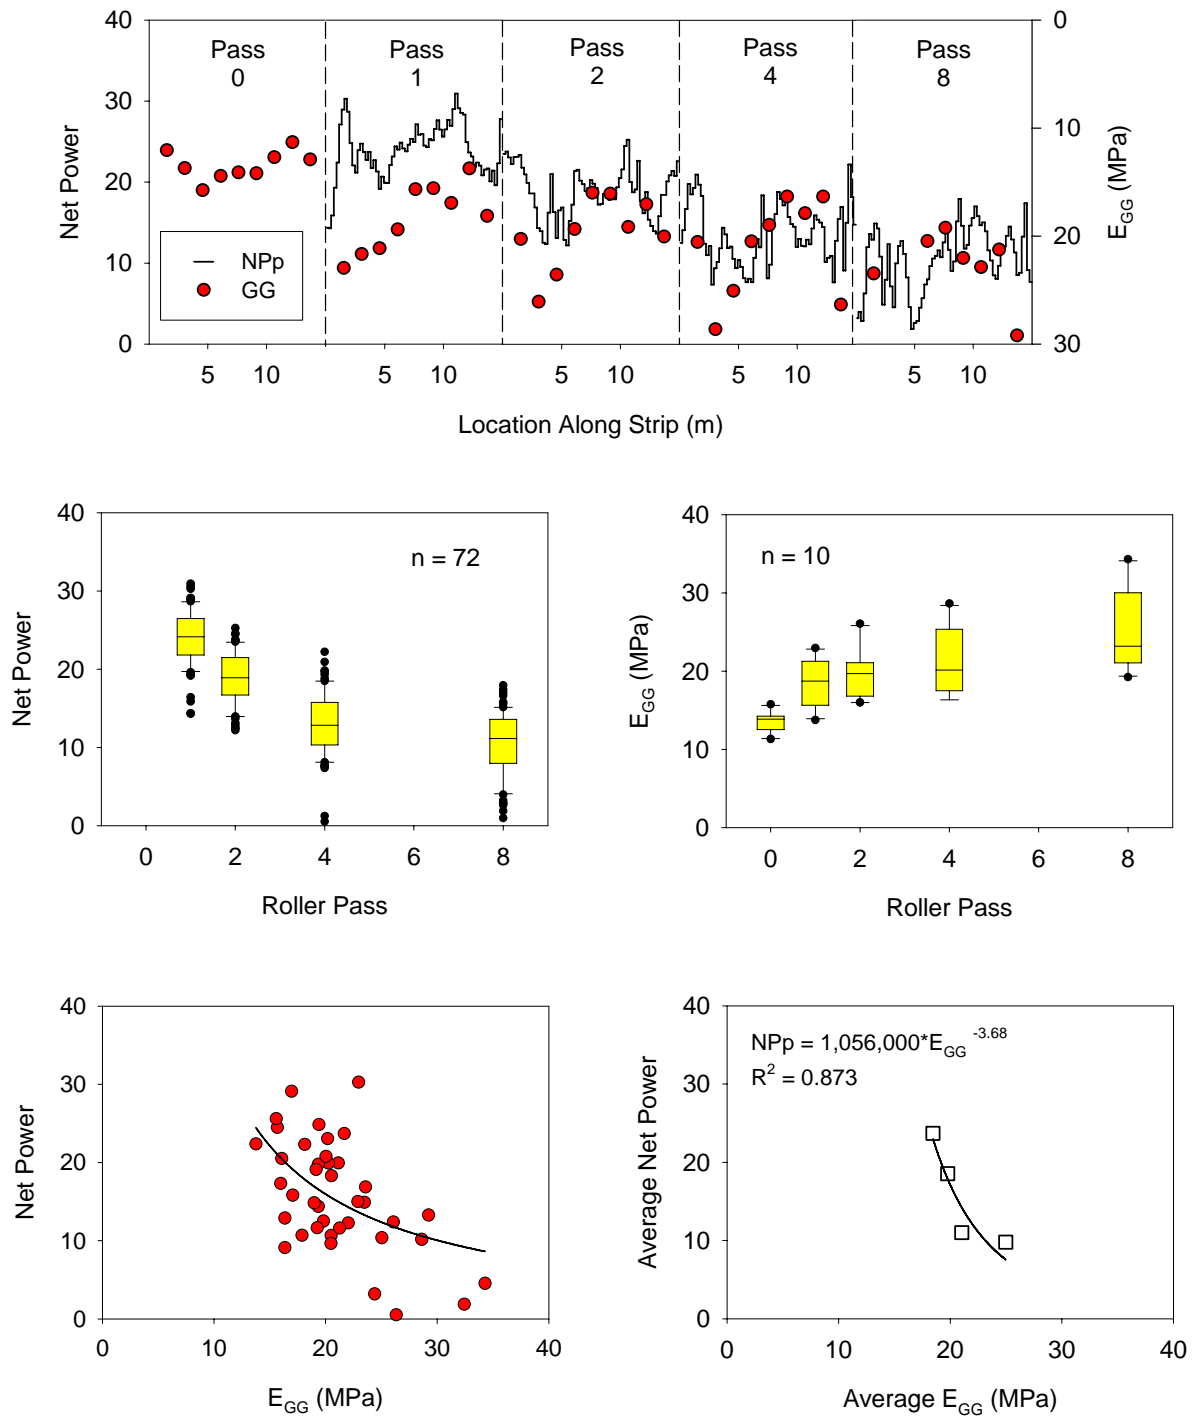 40
30
20
10
0
Net Power
Pass
0
Pass
1
Pass
2
Pass
4
Pass
8
0
10
20
30
E_GG (MPa)
NPp
GG
5 10 5 10 5 10 5 10 5 10
Location Along Strip (m)
40
30
20
10
0
Net Power
n = 72
0 2 4 6 8
Roller Pass
40
30
20
10
0
E_GG (MPa)
n = 10
0 2 4 6 8
Roller Pass
40
30
20
10
0
Net Power
0 10 20 30 40
E_GG (MPa)
40
30
20
10
0
Average Net Power
NPp = 1,056,000*E_GG ^-3.68
R² = 0.873
0 10 20 30 40
Average E_GG (MPa)